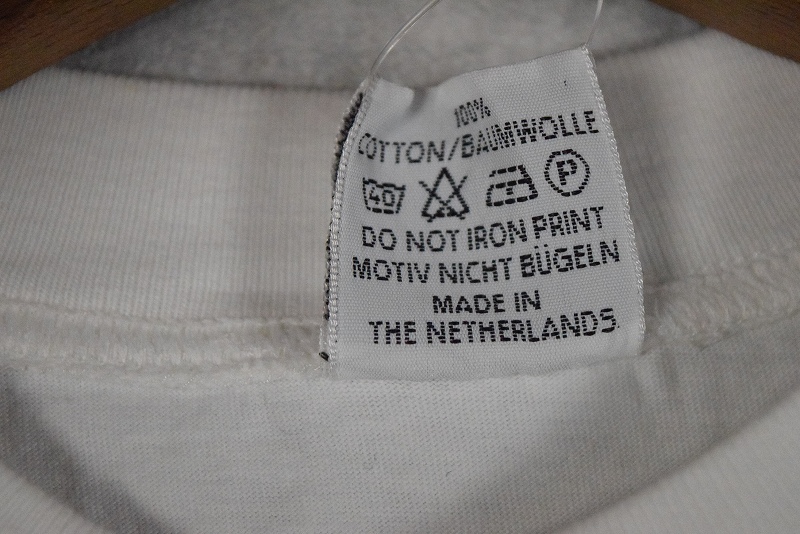 100%
COTTON/BAUMWOLLE
40 P
DO NOT IRON PRINT
MOTIV NICHT BÜGELN
MADE IN
THE NETHERLANDS